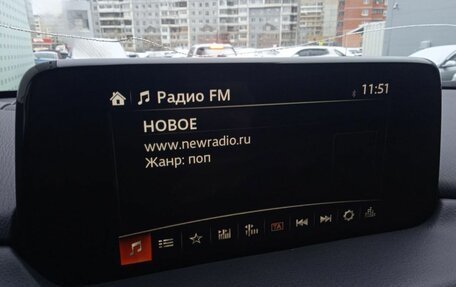 Радио FM
11:51
НОВОЕ
www.newradio.ru
Жанр: поп
TA